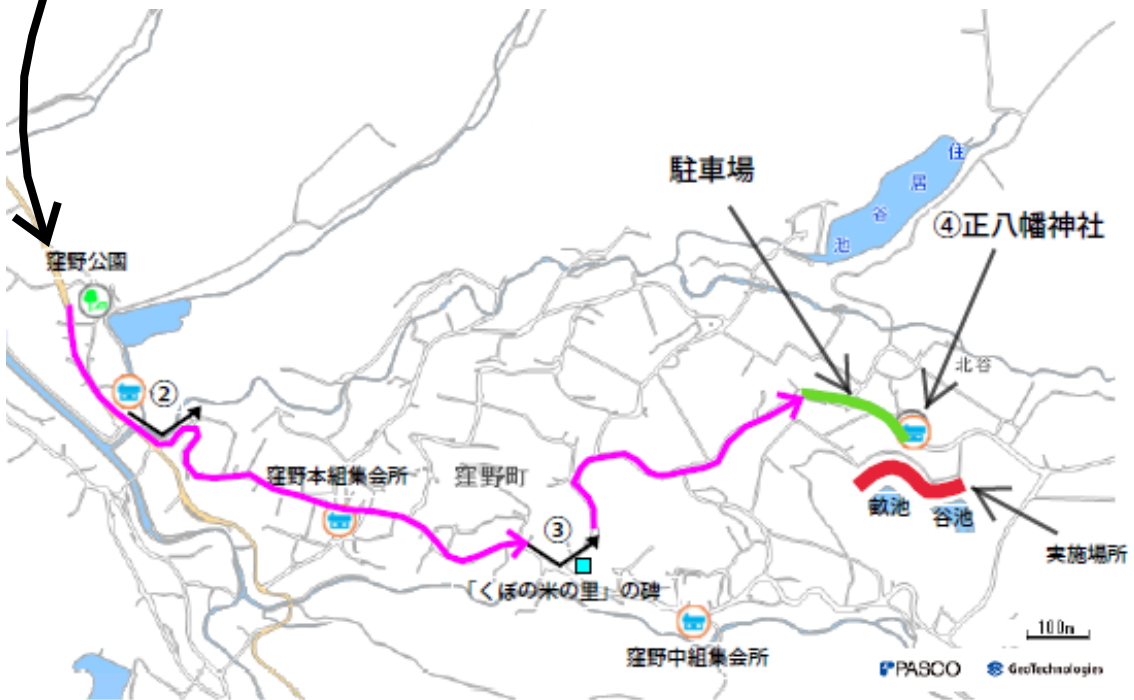 住居谷池
駐車場
④正八幡神社
窪野公園
北谷
②
窪野本組集会所
窪野町
畝池
谷池
③
実施場所
「くぼの米の里」の碑
100m
窪野中組集会所
PASCO
GeoTechnologies